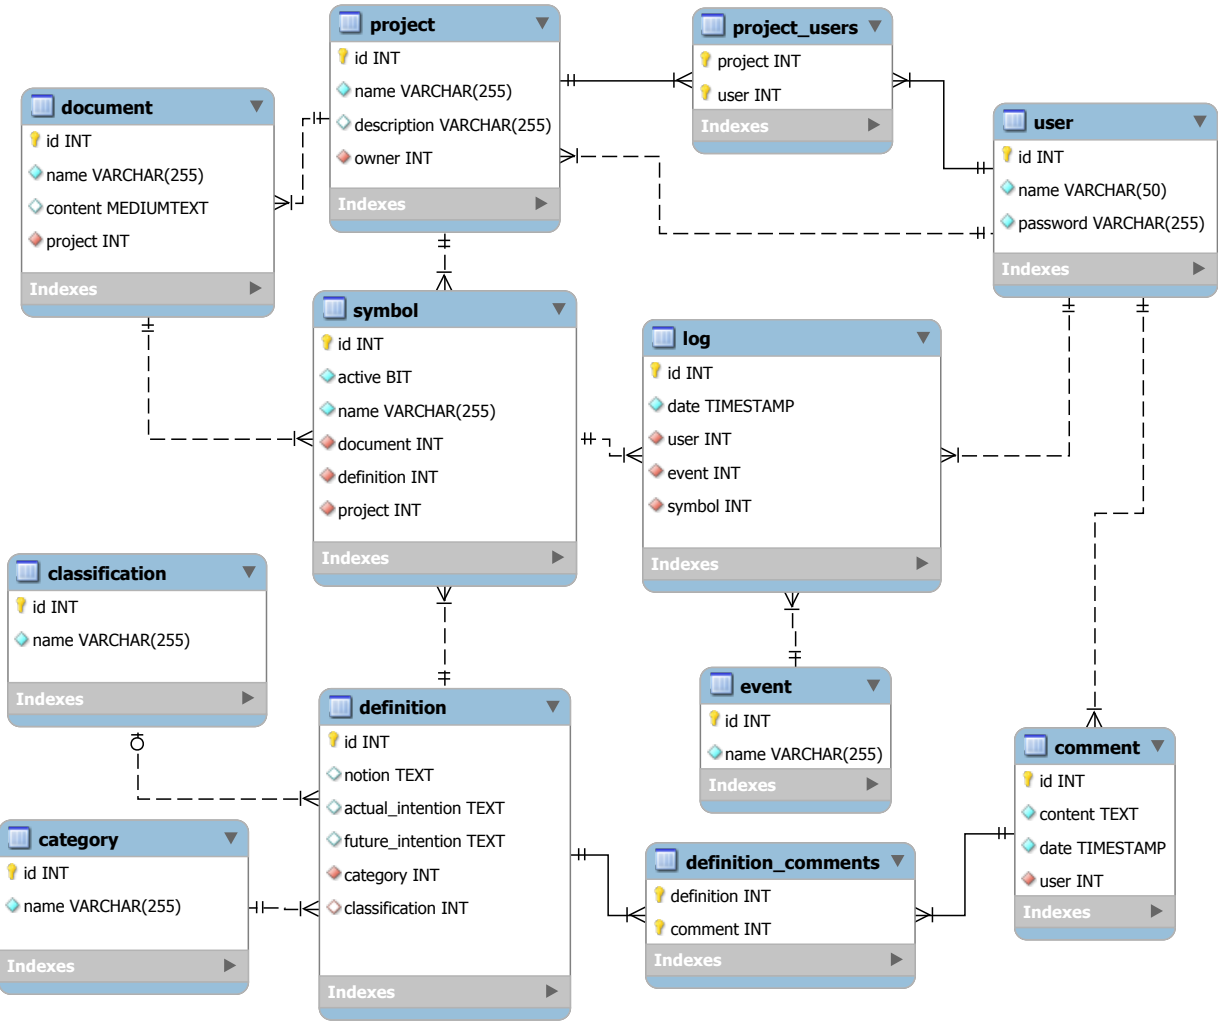 project
id INT
name VARCHAR(255)
description VARCHAR(255)
owner INT
Indexes
project_users
project INT
user INT
Indexes
document
id INT
name VARCHAR(255)
content MEDIUMTEXT
project INT
Indexes
user
id INT
name VARCHAR(50)
password VARCHAR(255)
Indexes
symbol
id INT
active BIT
name VARCHAR(255)
document INT
definition INT
project INT
Indexes
log
id INT
date TIMESTAMP
user INT
event INT
symbol INT
Indexes
classification
id INT
name VARCHAR(255)
Indexes
definition
id INT
notion TEXT
actual_intention TEXT
future_intention TEXT
category INT
classification INT
Indexes
event
id INT
name VARCHAR(255)
Indexes
comment
id INT
content TEXT
date TIMESTAMP
user INT
Indexes
category
id INT
name VARCHAR(255)
Indexes
definition_comments
definition INT
comment INT
Indexes